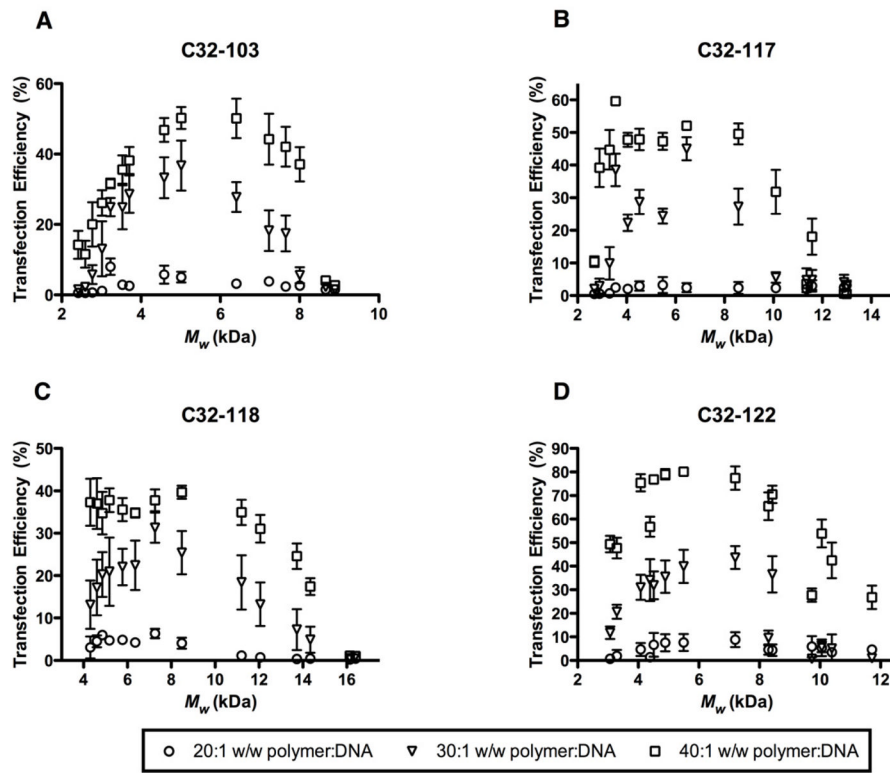 A
C32-103
Transfection Efficiency (%)
60
40
20
0
2 4 6 8 10
Mw (kDa)
B
C32-117
Transfection Efficiency (%)
60
50
40
30
20
10
0
2 4 6 8 10 12 14
Mw (kDa)
C
C32-118
Transfection Efficiency (%)
50
40
30
20
10
0
4 6 8 10 12 14 16
Mw (kDa)
D
C32-122
Transfection Efficiency (%)
90
80
70
60
50
40
30
20
10
0
2 4 6 8 10 12
Mw (kDa)
20:1 w/w polymer:DNA 30:1 w/w polymer:DNA 40:1 w/w polymer:DNA